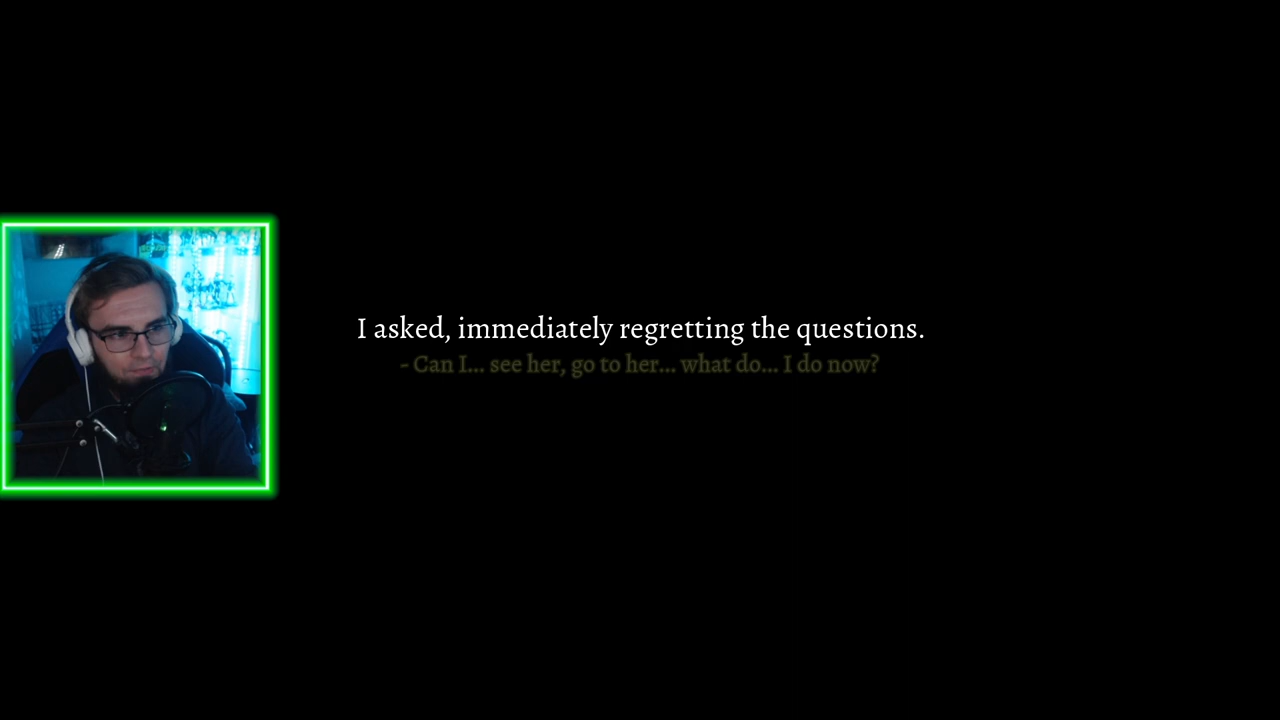 I asked, immediately regretting the questions.
- Can I... see her, go to her... what do... I do now?